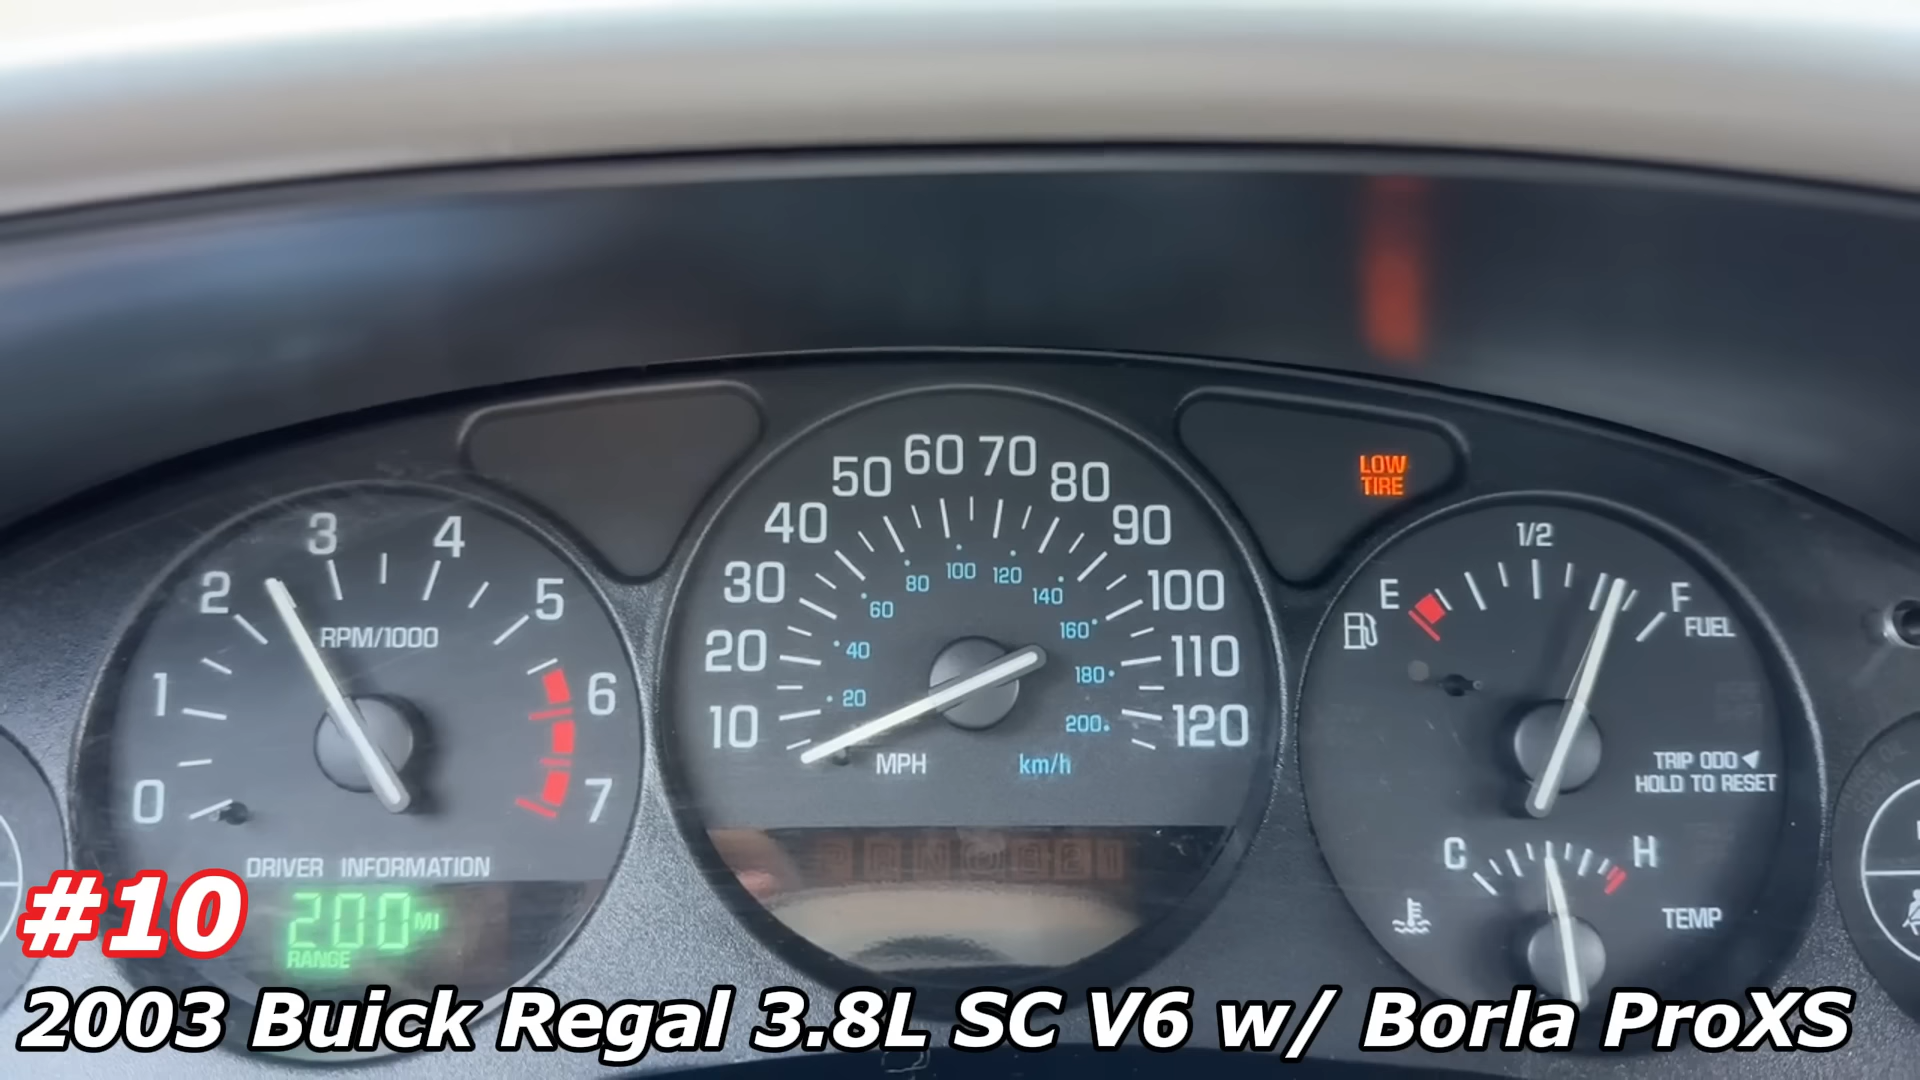 60 70
50 80
40 90
30 100
20 110
10 120
80 100 120
60 140
40 160
20 180
200
MPH km/h
LOW
TIRE
3 4
2 5
RPM/1000
1 6
0 7
DRIVER INFORMATION
200 MI
RANGE
1/2
E F
FUEL
TRIP ODO
HOLD TO RESET
C H
TEMP
#10
2003 Buick Regal 3.8L SC V6 w/ Borla ProXS